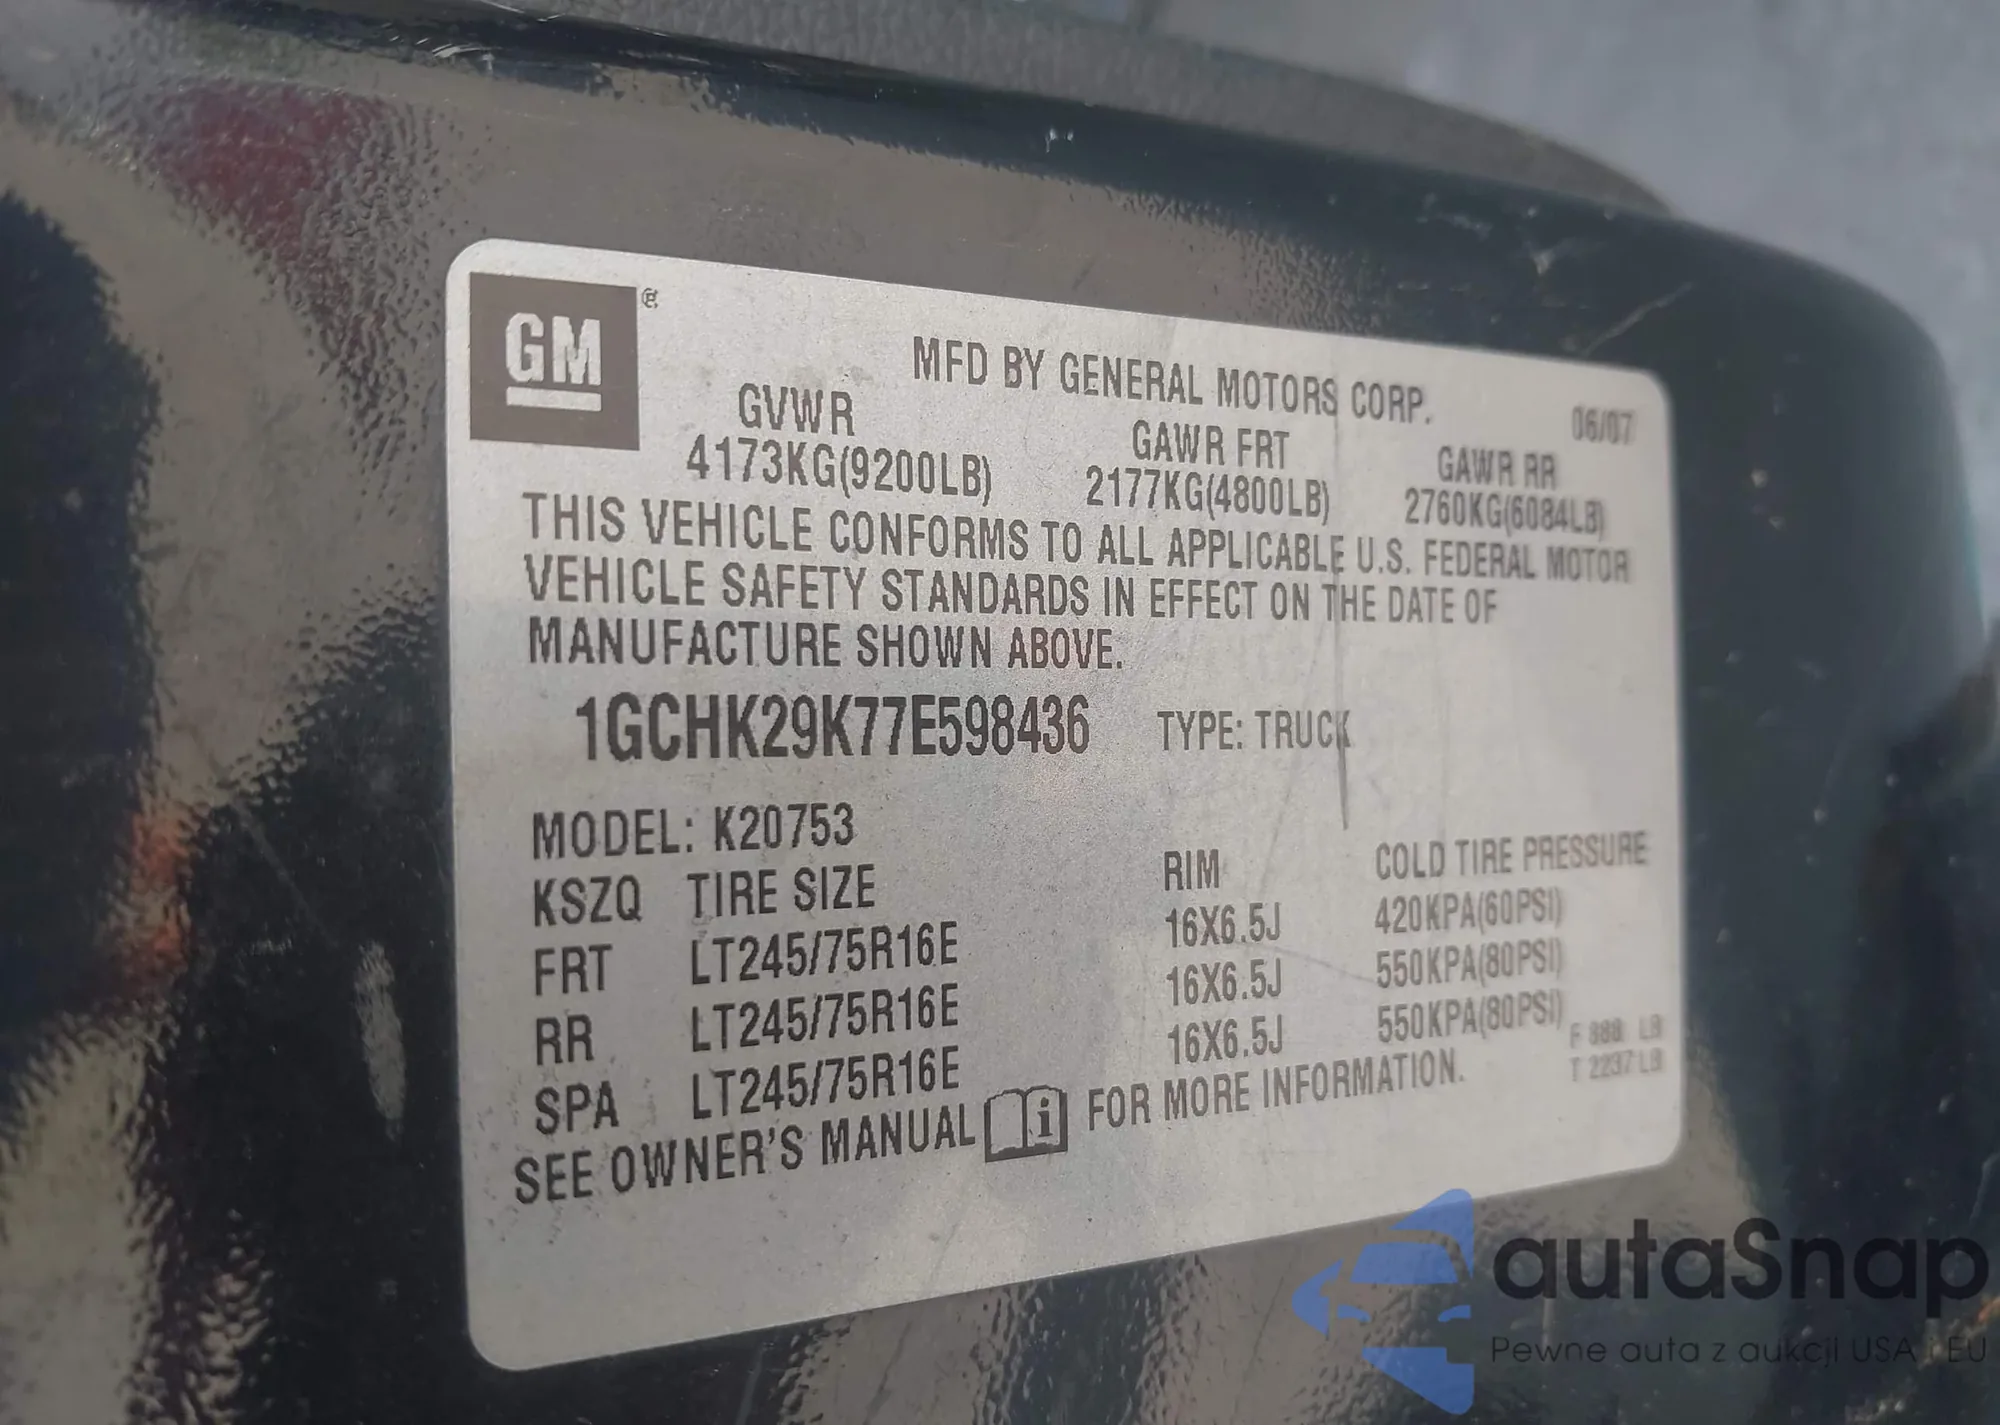 GM ®
MFD BY GENERAL MOTORS CORP. 06/07
GVWR GAWR FRT GAWR RR
4173KG(9200LB) 2177KG(4800LB) 2760KG(6084LB)
THIS VEHICLE CONFORMS TO ALL APPLICABLE U.S. FEDERAL MOTOR
VEHICLE SAFETY STANDARDS IN EFFECT ON THE DATE OF
MANUFACTURE SHOWN ABOVE.
1GCHK29K77E598436 TYPE: TRUCK
MODEL: K20753
KSZQ TIRE SIZE RIM COLD TIRE PRESSURE
FRT LT245/75R16E 16X6.5J 420KPA(60PSI)
RR LT245/75R16E 16X6.5J 550KPA(80PSI)
SPA LT245/75R16E 16X6.5J 550KPA(80PSI)
F LB
T 2237 LB
SEE OWNER'S MANUAL i FOR MORE INFORMATION.
autaSnap
Pewne auta z aukcji USA i EU